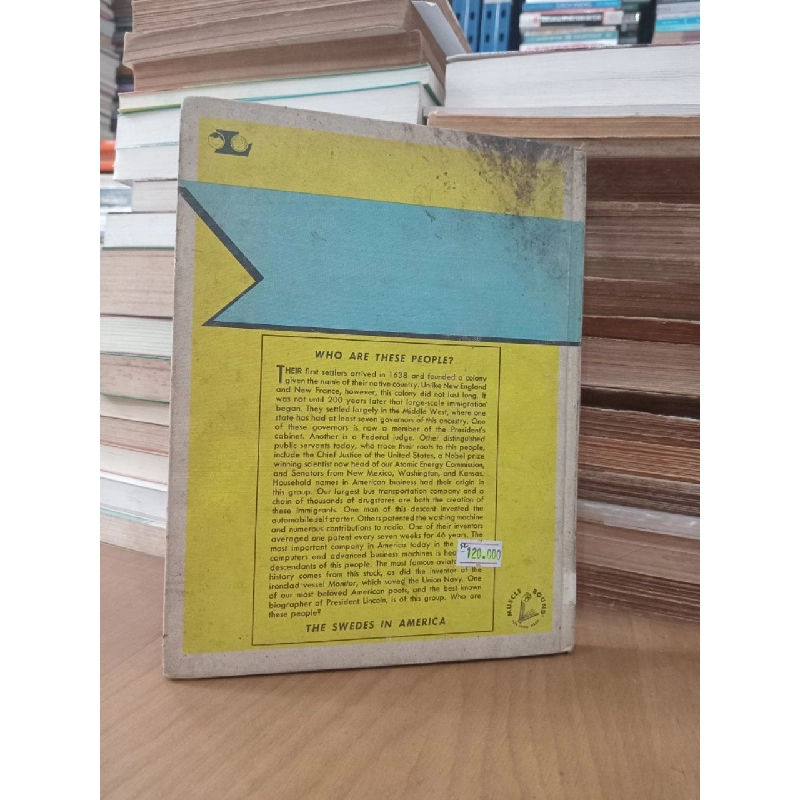 L
WHO ARE THESE PEOPLE?
THEIR first settlers arrived in 1638 and founded a colony
given the name of their native country. Unlike New England
and New France, however, this colony did not last long. It
was not until 200 years later that large-scale immigration
began. They settled largely in the Middle West, where one
state has had at least seven governors of this ancestry. One
of these governors is now a member of the President's
cabinet. Another is a Federal judge. Other distinguished
public servants today, who trace their roots to this people,
include the Chief Justice of the United States, a Nobel prize
winning scientist now head of our Atomic Energy Commission,
and Senators from New Mexico, Washington, and Kansas.
Household names in American business had their origin in
this group. Our largest bus transportation company and a
chain of thousands of drugstores are both the creation of
these immigrants. One man of this descent invented the
automobile self starter. Others patented the washing machine
and numerous contributions to radio. One of their inventors
averaged one patent every seven weeks for 46 years. The
most important company in America today in the
computers and advanced business machines is
descendants of this people. The most famous
history comes from this stock, as did the inventor of the
ironclad vessel Monitor, which saved the Union Navy. One
of our most beloved American poets, and the best known
biographer of President Lincoln, is of this group. Who are
these people?
THE SWEDES IN AMERICA
120.000
MUSCLE BOUND